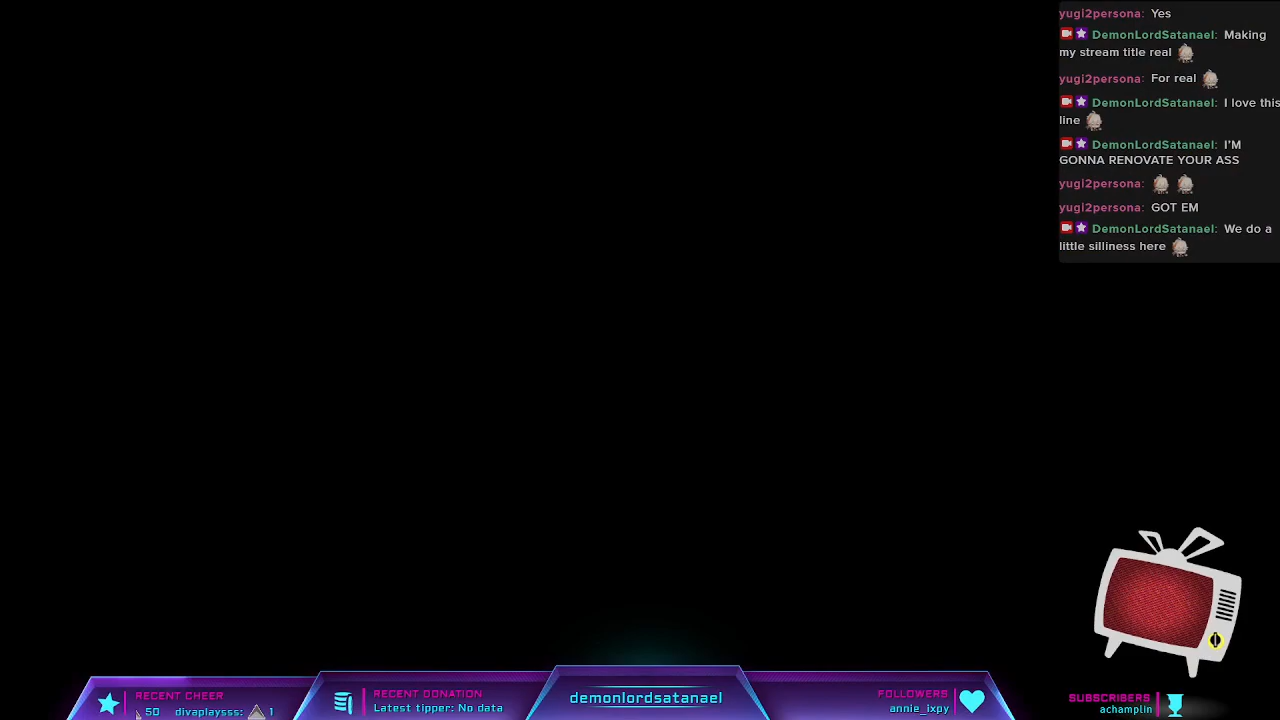 yugi2persona: Yes
DemonLordSatanael: Making
my stream title real
yugi2persona: For real
DemonLordSatanael: I love this
line
DemonLordSatanael: I'M
GONNA RENOVATE YOUR ASS
yugi2persona:
yugi2persona: GOT EM
DemonLordSatanael: We do a
little silliness here
RECENT CHEER
50 divaplaysss: 1
RECENT DONATION
Latest tipper: No data
demonlordsatanael
FOLLOWERS
annie_ixpy
SUBSCRIBERS
achamplin